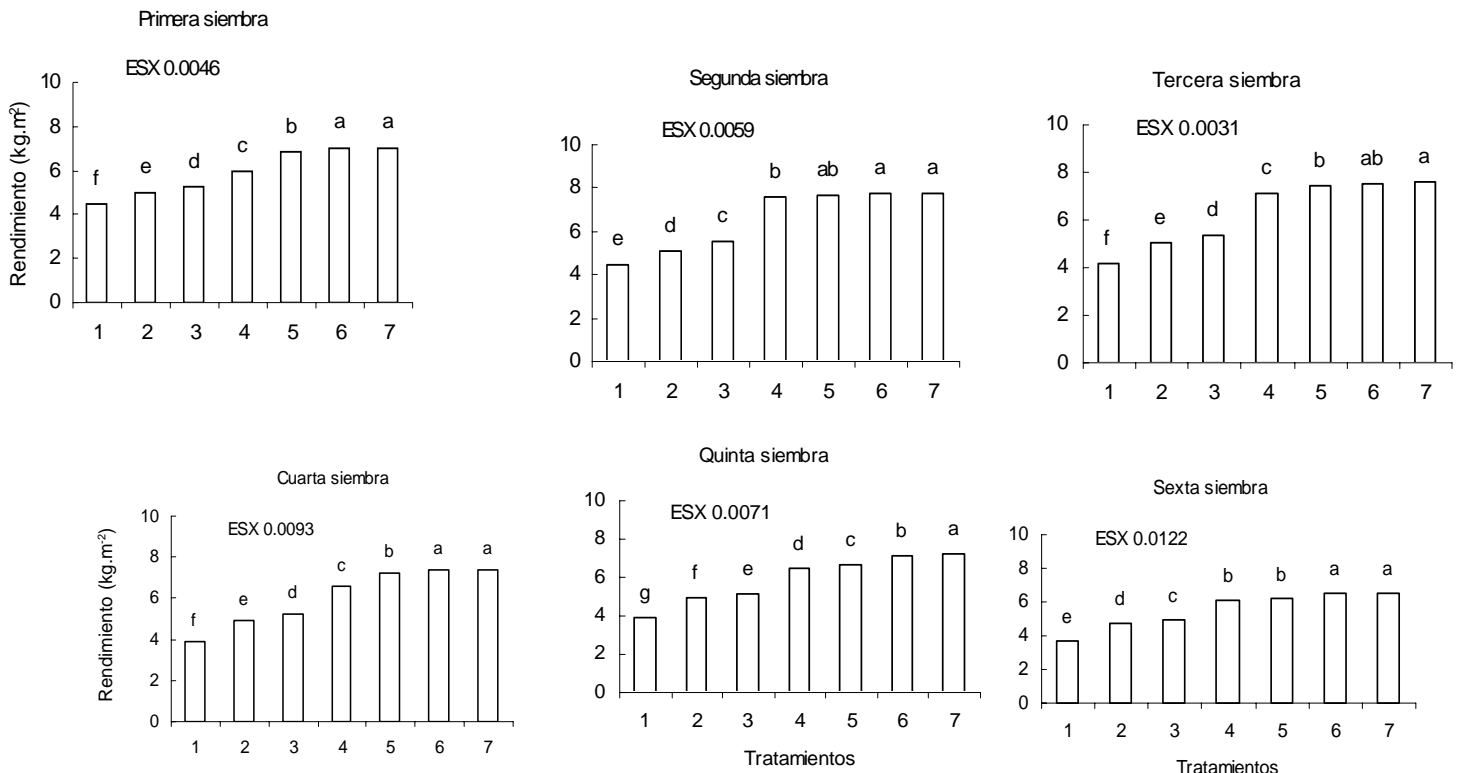 Primera siembra
ESX 0.0046
Rendimiento (kg.m²)
10
8
6
4
2
0
f e d c b a a
1 2 3 4 5 6 7
Segunda siembra
ESX 0.0059
10
8
6
4
2
0
e d c b ab a a
1 2 3 4 5 6 7
Tercera siembra
ESX 0.0031
10
8
6
4
2
0
f e d c b ab a
1 2 3 4 5 6 7
Cuarta siembra
ESX 0.0093
Rendimiento (kg.m⁻²)
10
8
6
4
2
0
f e d c b a a
1 2 3 4 5 6 7
Quinta siembra
ESX 0.0071
10
8
6
4
2
0
g f e d c b a
1 2 3 4 5 6 7
Tratamientos
Sexta siembra
ESX 0.0122
10
8
6
4
2
0
e d c b b a a
1 2 3 4 5 6 7
Tratamientos